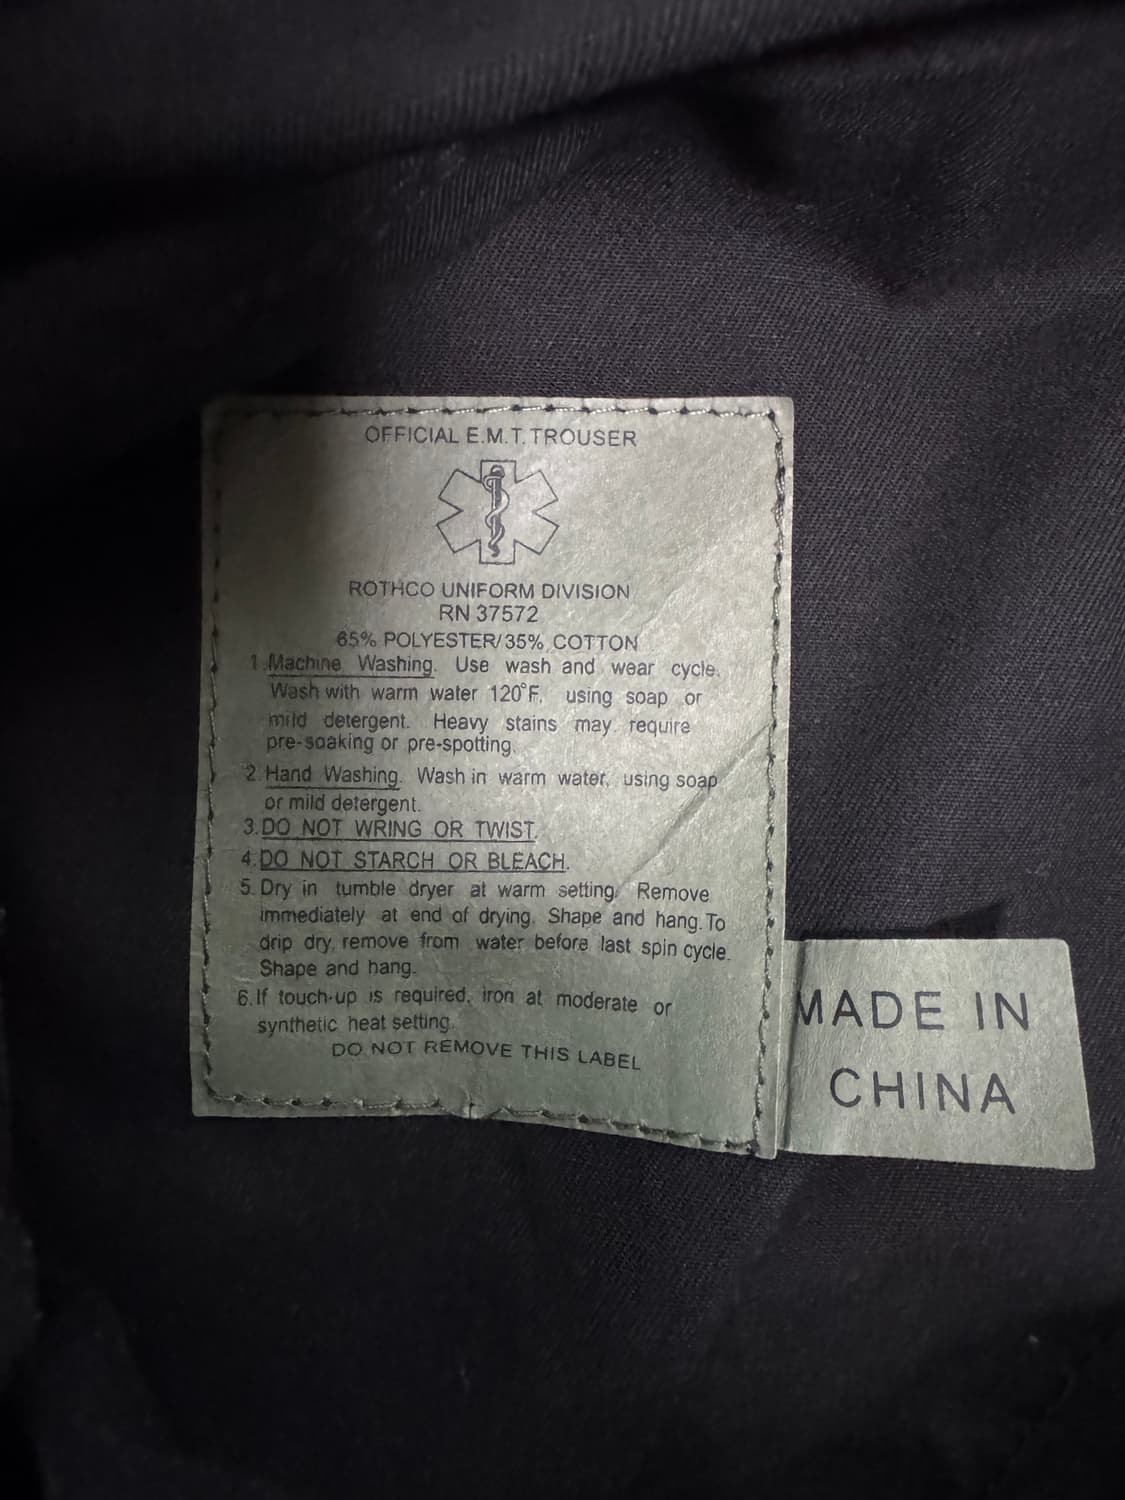 OFFICIAL E.M.T. TROUSER
ROTHCO UNIFORM DIVISION
RN 37572
65% POLYESTER/35% COTTON
1. Machine Washing. Use wash and wear cycle.
Wash with warm water 120°F, using soap or
mild detergent. Heavy stains may require
pre-soaking or pre-spotting.
2. Hand Washing. Wash in warm water, using soap
or mild detergent.
3. DO NOT WRING OR TWIST.
4. DO NOT STARCH OR BLEACH.
5. Dry in tumble dryer at warm setting. Remove
immediately at end of drying. Shape and hang. To
drip dry, remove from water before last spin cycle.
Shape and hang.
6. If touch-up is required, iron at moderate or
synthetic heat setting.
DO NOT REMOVE THIS LABEL
MADE IN
CHINA